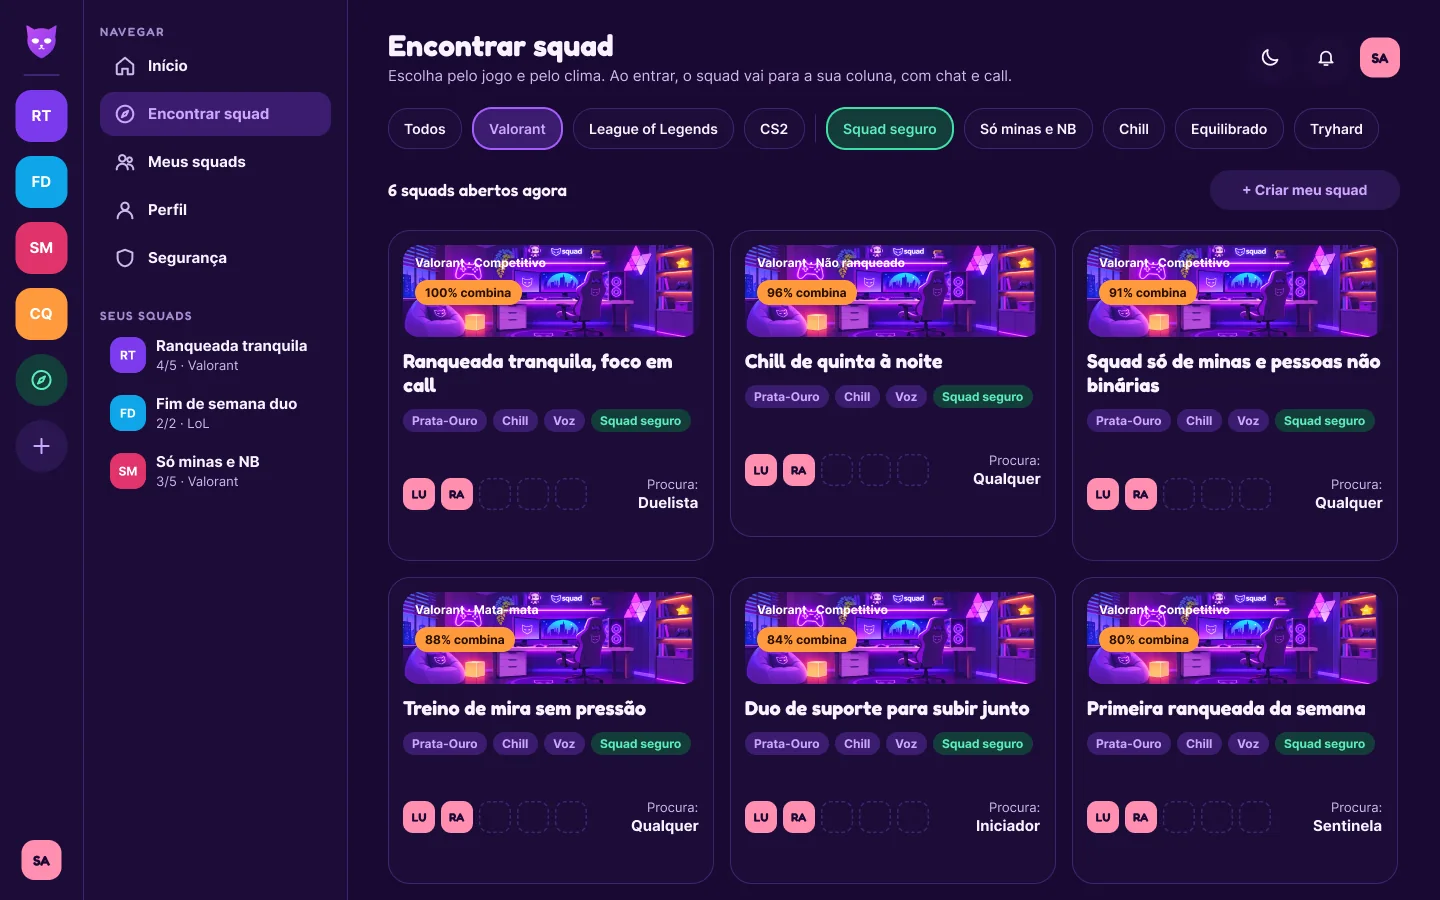 NAVEGAR
Início
Encontrar squad
Meus squads
Perfil
Segurança
SEUS SQUADS
RT
Ranqueada tranquila
4/5 · Valorant
FD
Fim de semana duo
2/2 · LoL
SM
Só minas e NB
3/5 · Valorant
RT
FD
SM
CQ
SA
Encontrar squad
Escolha pelo jogo e pelo clima. Ao entrar, o squad vai para a sua coluna, com chat e call.
SA
Todos
Valorant
League of Legends
CS2
Squad seguro
Só minas e NB
Chill
Equilibrado
Tryhard
6 squads abertos agora
+ Criar meu squad
squad
Valorant · Competitivo
100% combina
Ranqueada tranquila, foco em
call
Prata-Ouro
Chill
Voz
Squad seguro
LU
RA
Procura:
Duelista
squad
Valorant · Não ranqueado
96% combina
Chill de quinta à noite
Prata-Ouro
Chill
Voz
Squad seguro
LU
RA
Procura:
Qualquer
squad
Valorant · Competitivo
91% combina
Squad só de minas e pessoas não
binárias
Prata-Ouro
Chill
Voz
Squad seguro
LU
RA
Procura:
Qualquer
squad
Valorant · Mata-mata
88% combina
Treino de mira sem pressão
Prata-Ouro
Chill
Voz
Squad seguro
LU
RA
Procura:
Qualquer
squad
Valorant · Competitivo
84% combina
Duo de suporte para subir junto
Prata-Ouro
Chill
Voz
Squad seguro
LU
RA
Procura:
Iniciador
squad
Valorant · Competitivo
80% combina
Primeira ranqueada da semana
Prata-Ouro
Chill
Voz
Squad seguro
LU
RA
Procura:
Sentinela